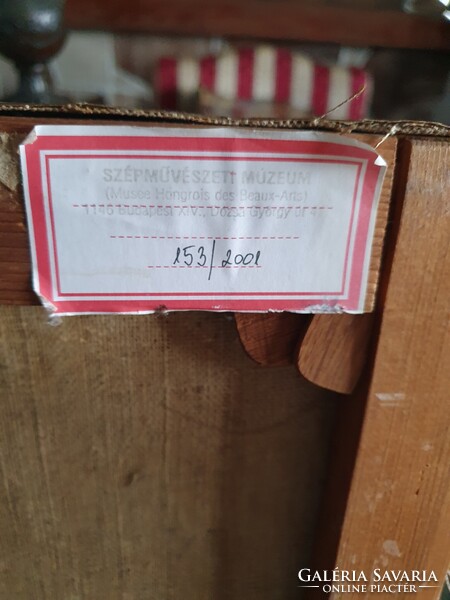 SZÉPMŰVÉSZETI MÚZEUM
(Musée Hongrois des Beaux-Arts)
1146 Budapest XIV., Dózsa György út 41
153/2001
GALÉRIA SAVARIA
ONLINE PIACTÉR